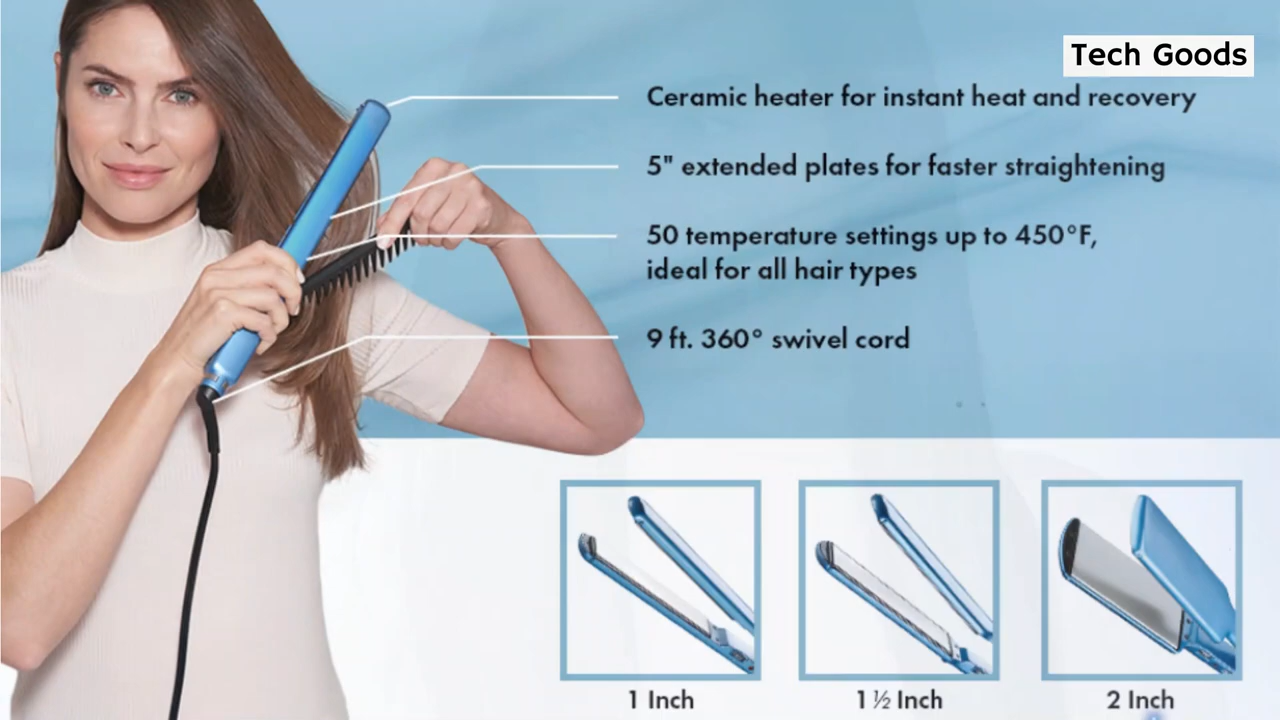 Tech Goods
Ceramic heater for instant heat and recovery
5" extended plates for faster straightening
50 temperature settings up to 450°F,
ideal for all hair types
9 ft. 360° swivel cord
1 Inch
1 ½ Inch
2 Inch